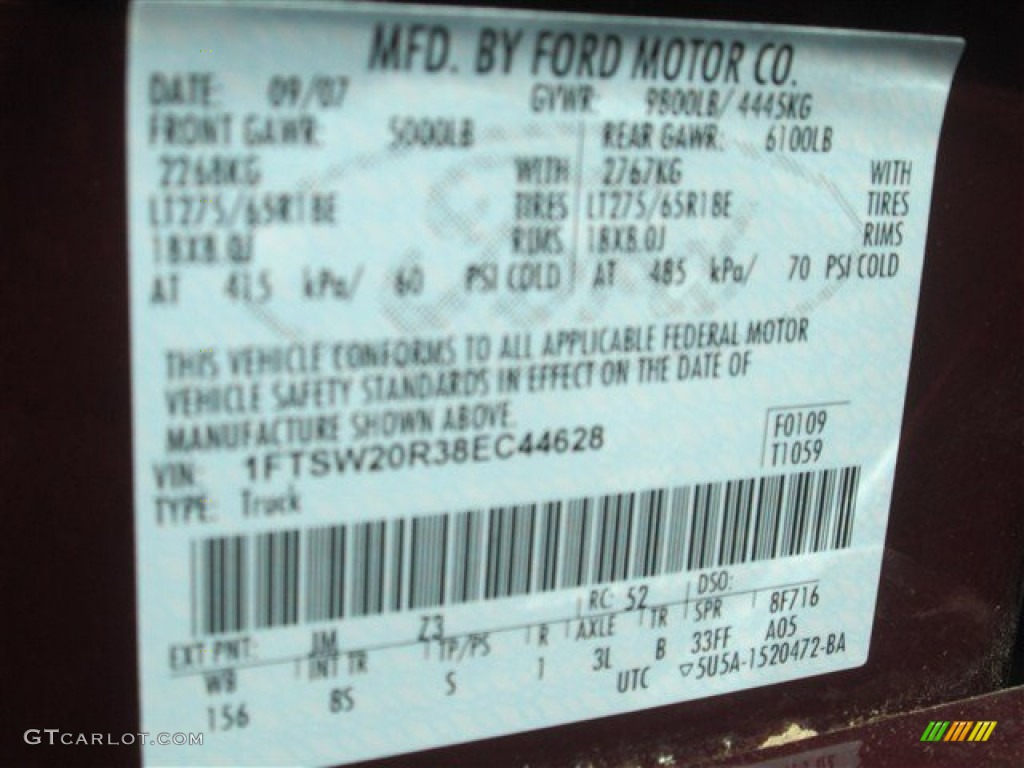 MFD. BY FORD MOTOR CO.
DATE: 09/07 GVWR: 9800LB/ 4445KG
FRONT GAWR: 5000LB REAR GAWR: 6100LB
2268KG WITH 2767KG WITH
LT275/65R18E TIRES LT275/65R18E TIRES
18X8.0J RIMS 18X8.0J RIMS
AT 415 kPa/ 60 PSI COLD AT 485 kPa/ 70 PSI COLD
THIS VEHICLE CONFORMS TO ALL APPLICABLE FEDERAL MOTOR
VEHICLE SAFETY STANDARDS IN EFFECT ON THE DATE OF
MANUFACTURE SHOWN ABOVE.
VIN: 1FTSW20R38EC44628 F0109
TYPE: Truck T1059
EXT PNT: JM Z3 RC: 52 DSO:
WB INT TR TP/PS R AXLE TR SPR 8F716
156 8S S 1 3L B 33FF A05
UTC ▽5U5A-1520472-BA
GTCARLOT.COM